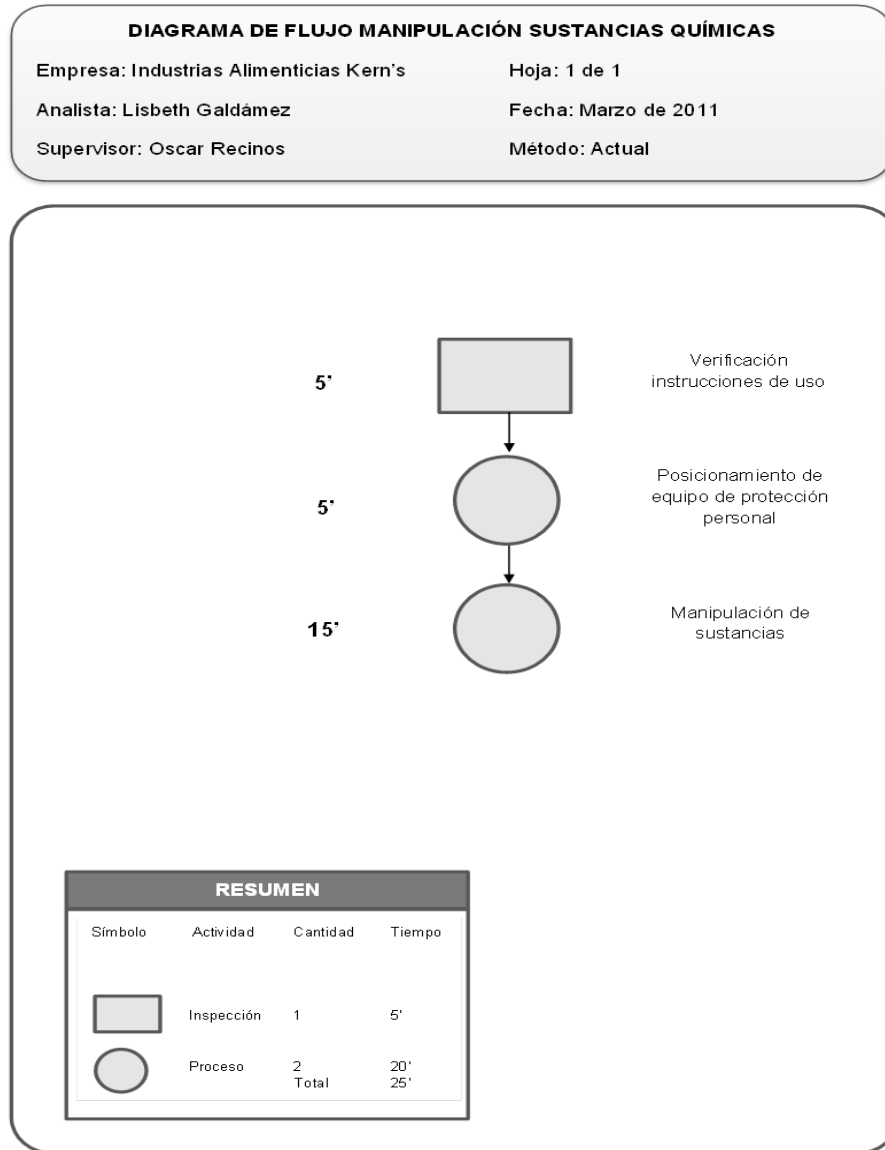 DIAGRAMA DE FLUJO MANIPULACIÓN SUSTANCIAS QUÍMICAS
Empresa: Industrias Alimenticias Kern's Hoja: 1 de 1
Analista: Lisbeth Galdámez Fecha: Marzo de 2011
Supervisor: Oscar Recinos Método: Actual
5' Verificación
instrucciones de uso
5' Posicionamiento de
equipo de protección
personal
15' Manipulación de
sustancias
RESUMEN
Símbolo Actividad Cantidad Tiempo
Inspección 1 5'
Proceso 2 20'
Total 25'